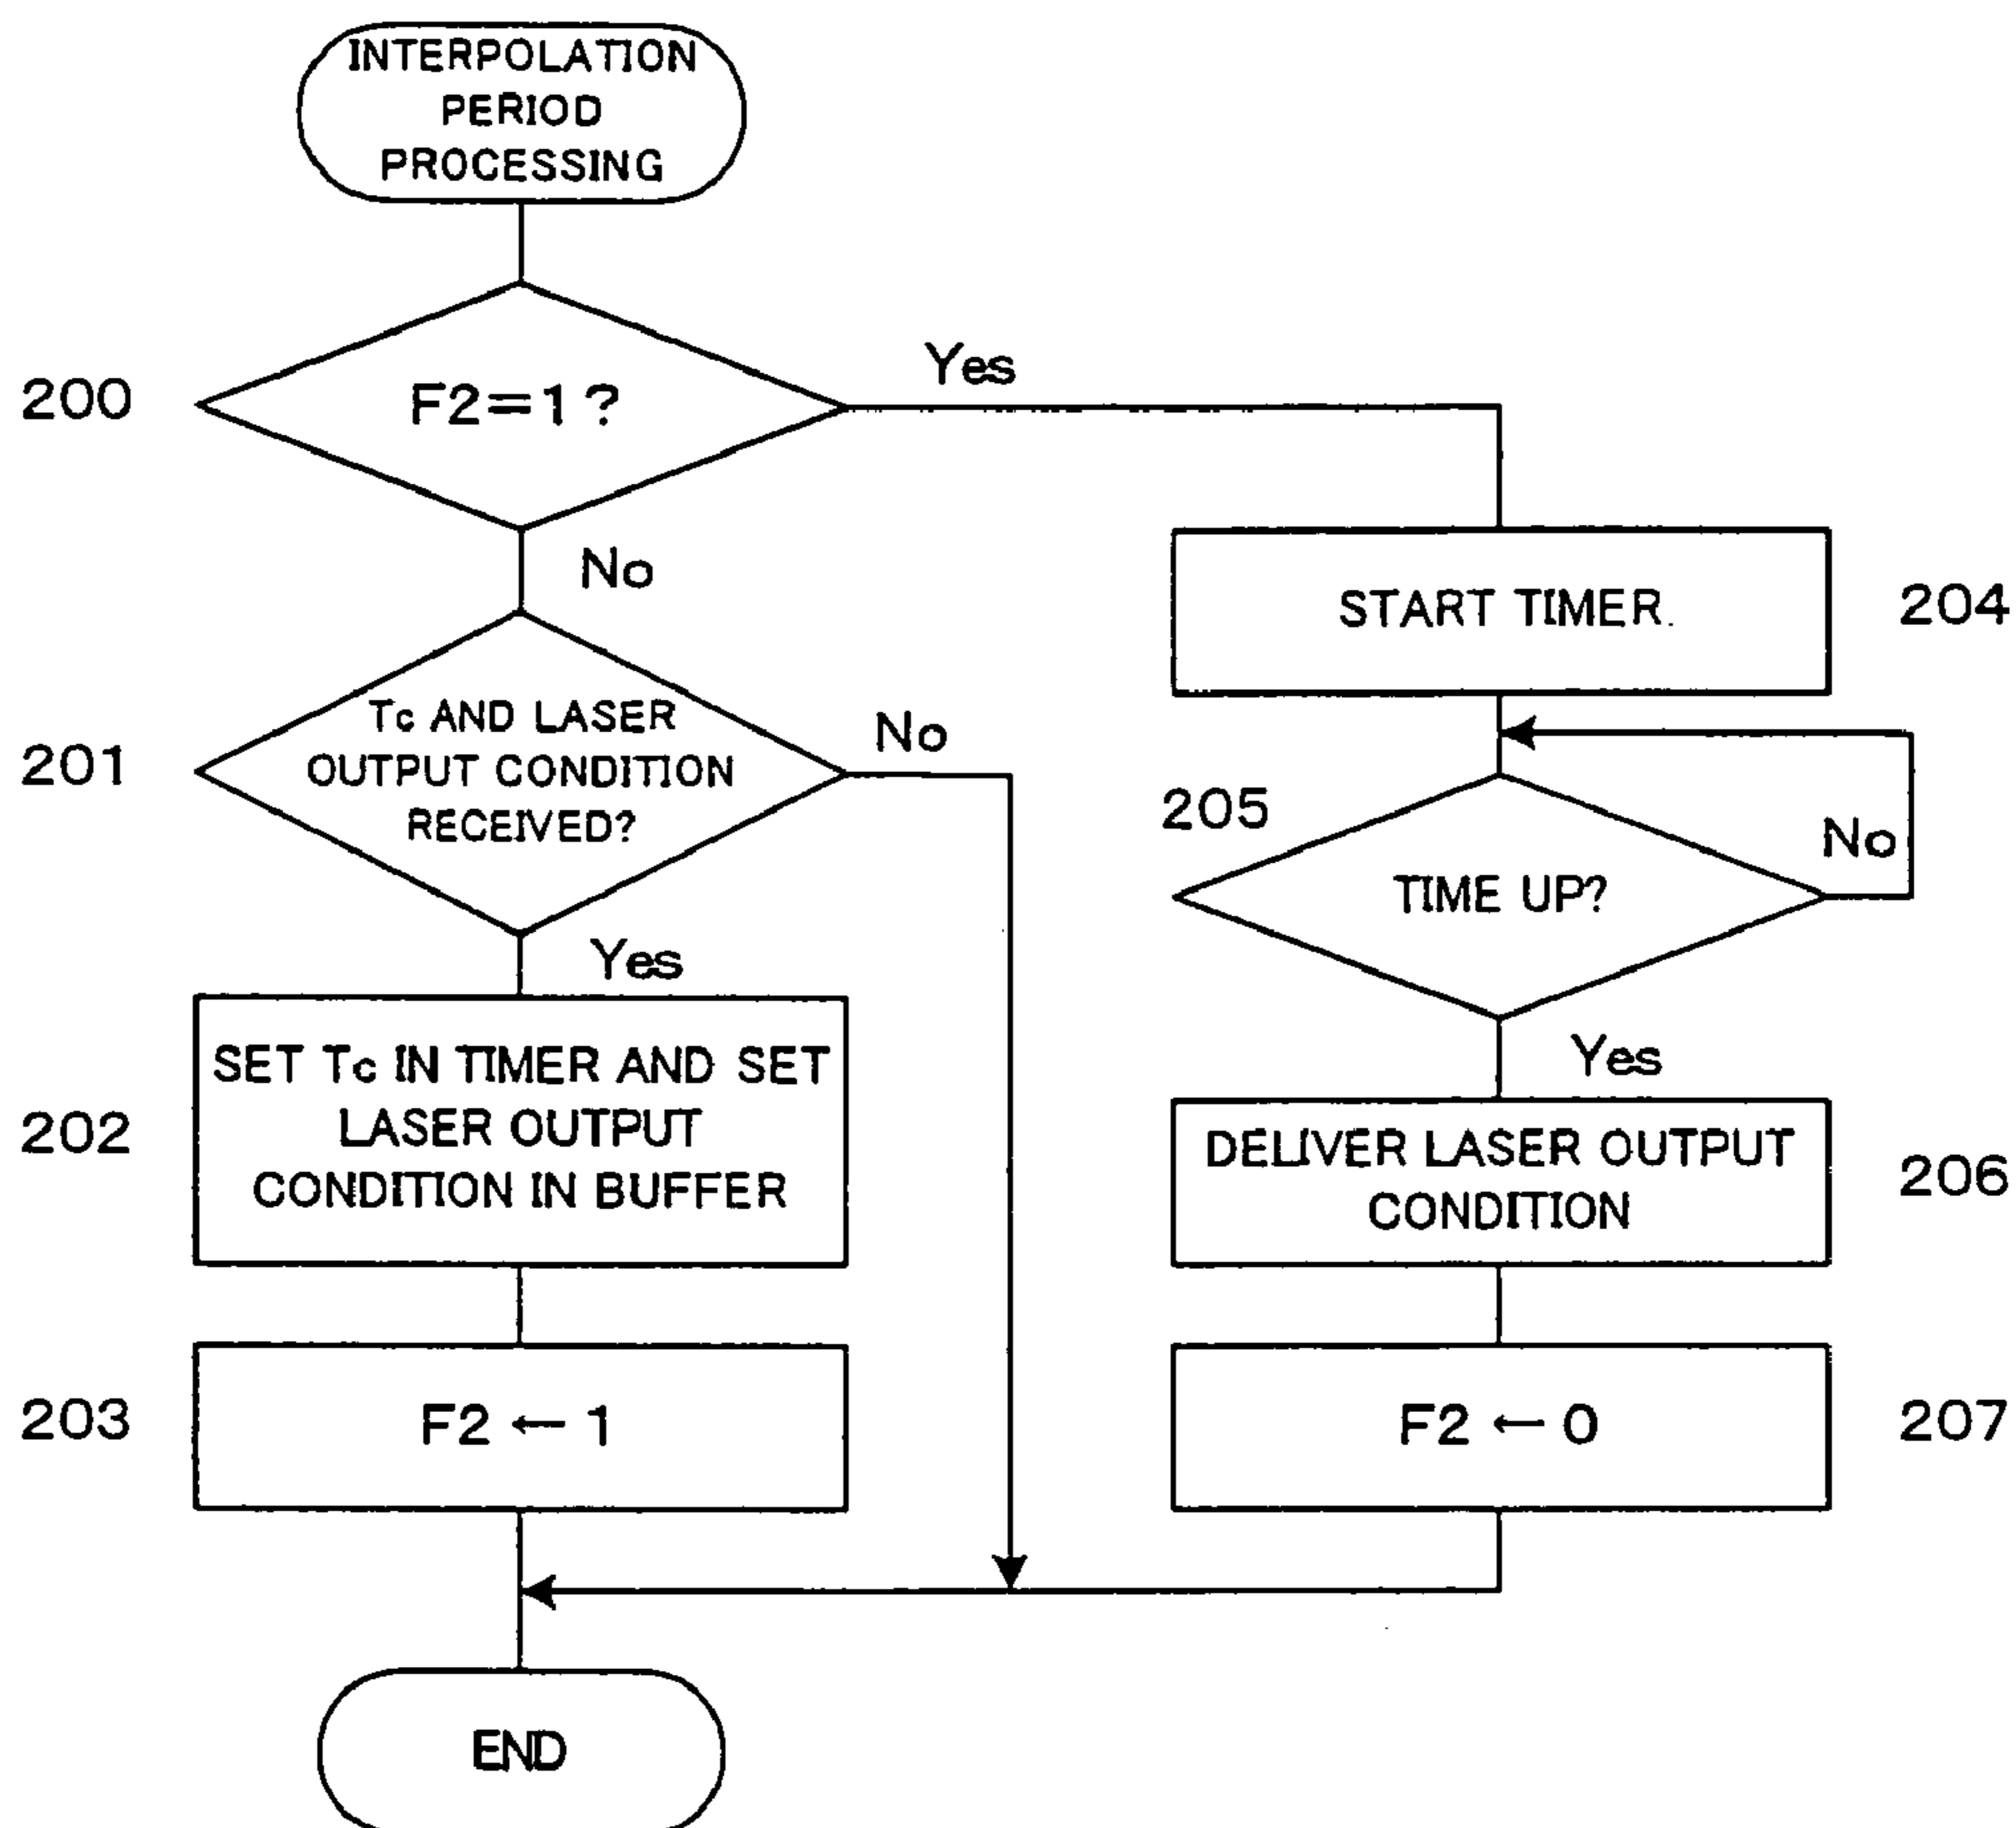 INTERPOLATION
PERIOD
PROCESSING
200
F2=1?
Yes
No
201
Tc AND LASER
OUTPUT CONDITION
RECEIVED?
No
Yes
202
SET Tc IN TIMER AND SET
LASER OUTPUT
CONDITION IN BUFFER
203
F2 ← 1
START TIMER
204
205
TIME UP?
No
Yes
DELIVER LASER OUTPUT
CONDITION
206
F2 ← 0
207
END